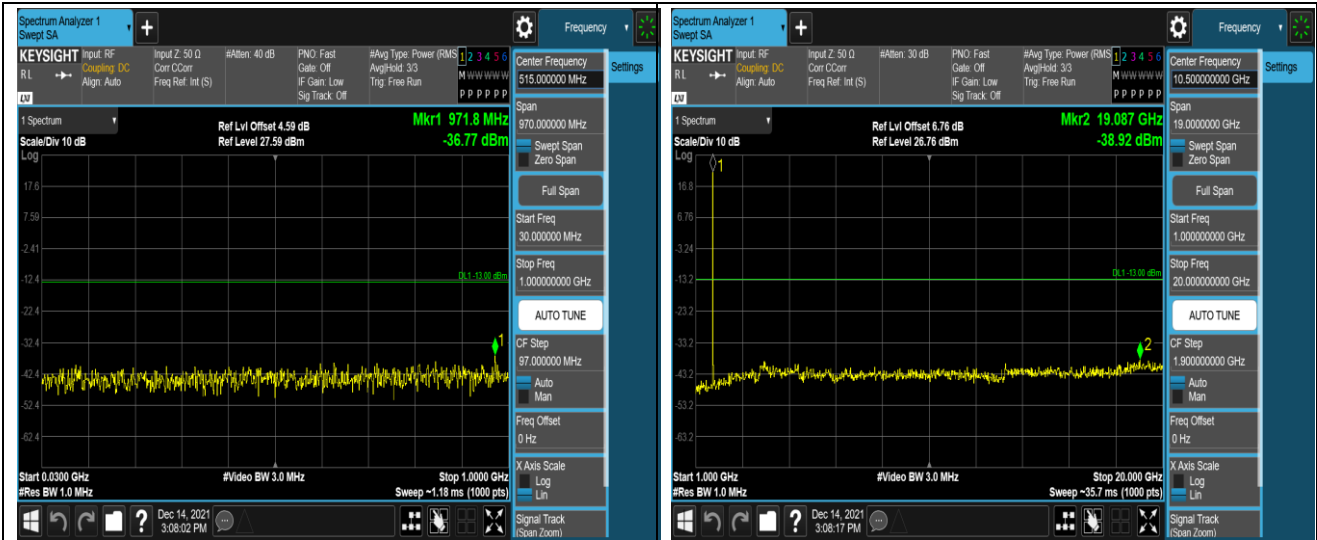 Spectrum Analyzer 1
Swept SA
+
Frequency
KEYSIGHT
Input: RF
Coupling: DC
Align: Auto
Input Z: 50 Ω
Corr CCorr
Freq Ref: Int (S)
#Atten: 40 dB
PNO: Fast
Gate: Off
IF Gain: Low
Sig Track: Off
#Avg Type: Power (RMS
Avg|Hold: 3/3
Trig: Free Run
1 2 3 4 5 6
M W W W W W
P P P P P P
RL
LXI
Center Frequency
515.000000 MHz
Settings
Span
970.000000 MHz
Swept Span
Zero Span
Full Span
Start Freq
30.000000 MHz
Stop Freq
1.000000000 GHz
AUTO TUNE
CF Step
97.000000 MHz
Auto
Man
Freq Offset
0 Hz
X Axis Scale
Log
Lin
Signal Track
(Span Zoom)
1 Spectrum
Scale/Div 10 dB
Log
Ref Lvl Offset 4.59 dB
Ref Level 27.59 dBm
Mkr1 971.8 MHz
-36.77 dBm
17.6
7.59
-2.41
DL1 -13.00 dBm
-12.4
-22.4
-32.4
1
-42.4
-52.4
-62.4
Start 0.0300 GHz
#Res BW 1.0 MHz
#Video BW 3.0 MHz
Stop 1.0000 GHz
Sweep ~1.18 ms (1000 pts)
?
Dec 14, 2021
3:08:02 PM
Spectrum Analyzer 1
Swept SA
+
Frequency
KEYSIGHT
Input: RF
Coupling: DC
Align: Auto
Input Z: 50 Ω
Corr CCorr
Freq Ref: Int (S)
#Atten: 30 dB
PNO: Fast
Gate: Off
IF Gain: Low
Sig Track: Off
#Avg Type: Power (RMS
Avg|Hold: 3/3
Trig: Free Run
1 2 3 4 5 6
M W W W W W
P P P P P P
RL
LXI
Center Frequency
10.500000000 GHz
Settings
Span
19.0000000 GHz
Swept Span
Zero Span
Full Span
Start Freq
1.000000000 GHz
Stop Freq
20.000000000 GHz
AUTO TUNE
CF Step
1.900000000 GHz
Auto
Man
Freq Offset
0 Hz
X Axis Scale
Log
Lin
Signal Track
(Span Zoom)
1 Spectrum
Scale/Div 10 dB
Log
Ref Lvl Offset 6.76 dB
Ref Level 26.76 dBm
Mkr2 19.087 GHz
-38.92 dBm
1
16.8
6.76
-3.24
DL1 -13.00 dBm
-13.2
-23.2
-33.2
2
-43.2
-53.2
-63.2
Start 1.000 GHz
#Res BW 1.0 MHz
#Video BW 3.0 MHz
Stop 20.000 GHz
Sweep ~35.7 ms (1000 pts)
?
Dec 14, 2021
3:08:17 PM